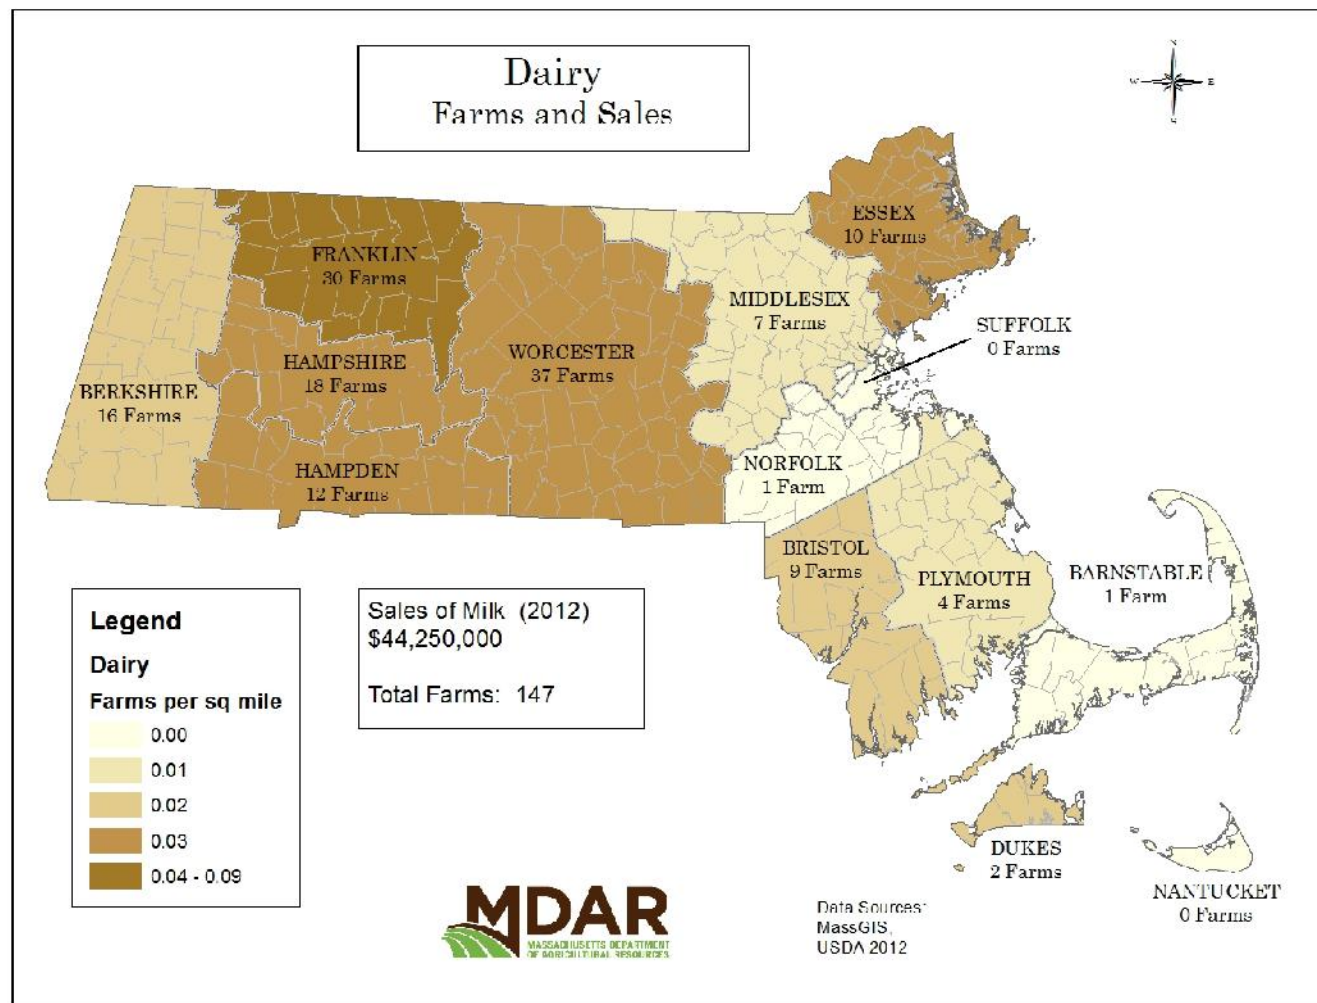 Dairy
Farms and Sales
W
E
ESSEX
10 Farms
FRANKLIN
30 Farms
MIDDLESEX
7 Farms
SUFFOLK
0 Farms
HAMPSHIRE
18 Farms
WORCESTER
37 Farms
BERKSHIRE
16 Farms
HAMPDEN
12 Farms
NORFOLK
1 Farm
BRISTOL
9 Farms
PLYMOUTH
4 Farms
BARNSTABLE
1 Farm
Legend
Dairy
Farms per sq mile
0.00
0.01
0.02
0.03
0.04 - 0.09
Sales of Milk (2012)
$44,250,000
Total Farms: 147
DUKES
2 Farms
NANTUCKET
0 Farms
MDAR
MASSACHUSETTS DEPARTMENT
OF AGRICULTURAL RESOURCES
Data Sources:
MassGIS,
USDA 2012